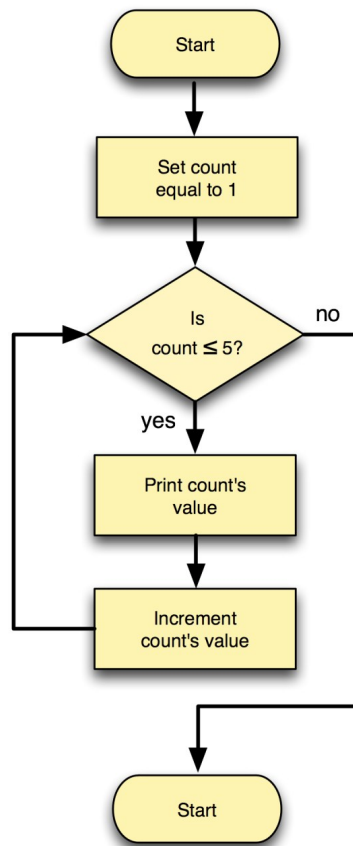 Start
Set count
equal to 1
Is
count ≤ 5?
no
yes
Print count's
value
Increment
count's value
Start